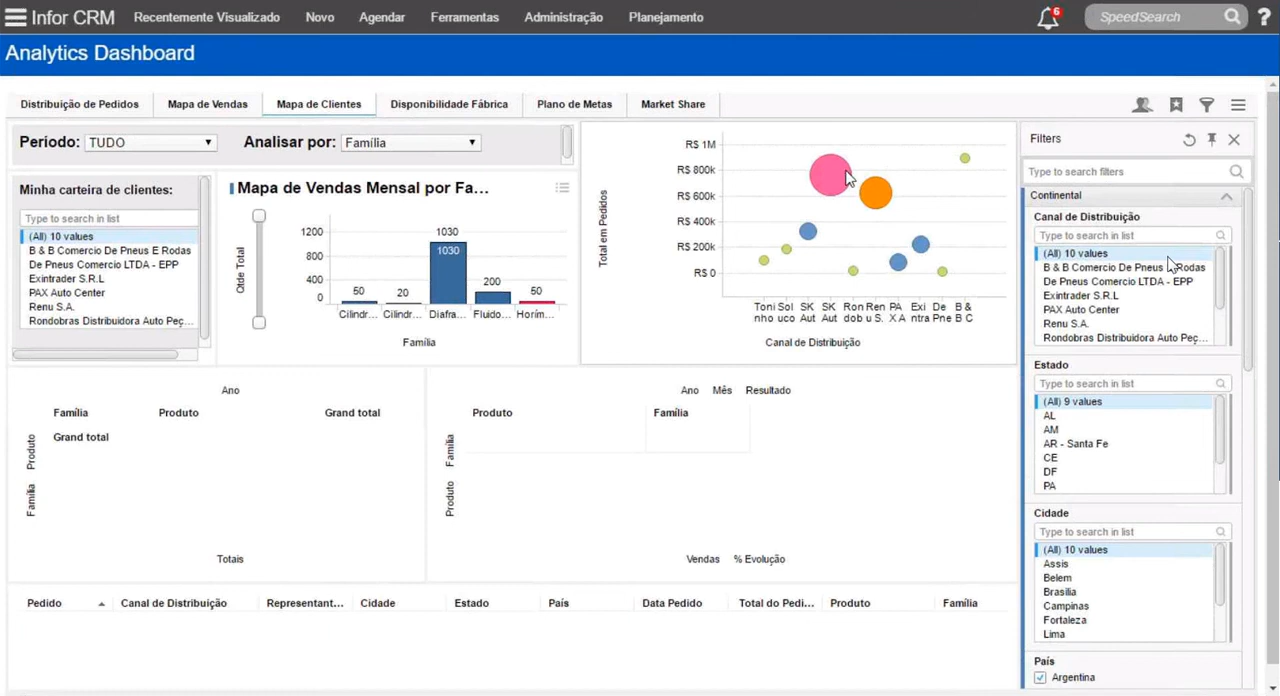 Infor CRM Recentemente Visualizado Novo Agendar Ferramentas Administração Planejamento 6 SpeedSearch ?
Analytics Dashboard
Distribuição de Pedidos Mapa de Vendas Mapa de Clientes Disponibilidade Fábrica Plano de Metas Market Share
Período: TUDO Analisar por: Família
Minha carteira de clientes:
Type to search in list
(All) 10 values
B & B Comercio De Pneus E Rodas
De Pneus Comercio LTDA - EPP
Exintrader S.R.L
PAX Auto Center
Renu S.A.
Rondobras Distribuidora Auto Peç...
Mapa de Vendas Mensal por Fa...
Qtde Total
1200
800
400
0
50 20 1030 1030 200 50
Cilindr... Cilindr... Diafra... Fluido... Horím...
Família
Total em Pedidos
R$ 1M
R$ 800k
R$ 600k
R$ 400k
R$ 200k
R$ 0
Toni Sol SK SK Ron Ren PA Exi De B &
nho uco Aut Aut dob u S. X A ntra Pne B C
Canal de Distribuição
Filters
Type to search filters
Continental
Canal de Distribuição
Type to search in list
(All) 10 values
B & B Comercio De Pneus E Rodas
De Pneus Comercio LTDA - EPP
Exintrader S.R.L
PAX Auto Center
Renu S.A.
Rondobras Distribuidora Auto Peç...
Estado
Type to search in list
(All) 9 values
AL
AM
AR - Santa Fe
CE
DF
PA
Cidade
Type to search in list
(All) 10 values
Assis
Belem
Brasilia
Campinas
Fortaleza
Lima
País
Argentina
Ano
Família Produto Grand total
Grand total
Produto
Família
Totais
Ano Mês Resultado
Produto Família
Família
Produto
Vendas % Evolução
Pedido Canal de Distribuição Representant... Cidade Estado País Data Pedido Total do Pedi... Produto Família